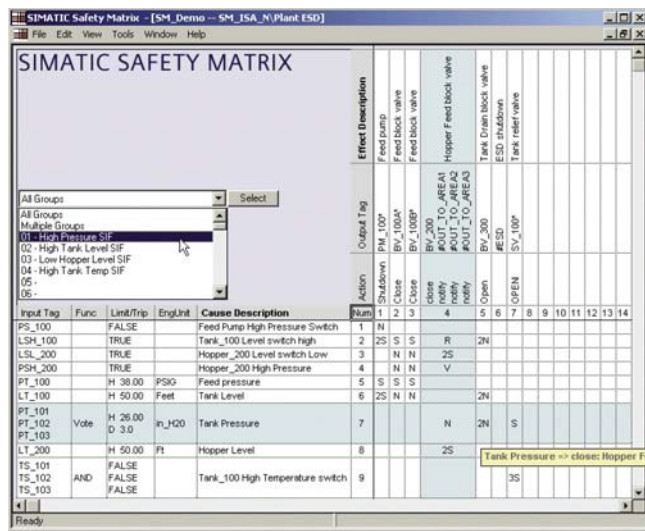 SIMATIC Safety Matrix - [SM_Demo -- SM_ISA_N\Plant ESD]
File Edit View Tools Window Help
SIMATIC SAFETY MATRIX
All Groups Select
All Groups
Multiple Groups
01 - High Pressure SIF
02 - High Tank Level SIF
03 - Low Hopper Level SIF
04 - High Tank Temp SIF
05 -
06 -
Effect Description
Feed pump
Feed block valve
Feed block valve
Hopper Feed block valve
Tank Drain block valve
ESD shutdown
Tank relief valve
Output Tag
PM_100*
BV_100A*
BV_100B*
BV_200
#OUT_TO_AREA1
#OUT_TO_AREA2
#OUT_TO_AREA3
BV_300
#ESD
SV_100*
Action
Shutdown
Close
Close
close
notify
notify
notify
Open
OPEN
Input Tag Func Limit/Trip EngUnit Cause Description Num 1 2 3 4 5 6 7 8 9 10 11 12 13 14
PS_100 FALSE Feed Pump High Pressure Switch 1 N
LSH_100 TRUE Tank_100 Level switch high 2 2S S S R 2N
LSL_200 TRUE Hopper_200 Level switch Low 3 N N 2S
PSH_200 TRUE Hopper_200 High Pressure 4 N N V
PT_100 H 38.00 PSIG Feed pressure 5 S S S
LT_100 H 50.00 Feet Tank Level 6 2S N N 2N
PT_101
PT_102 Vote H 26.00 in_H20 Tank Pressure 7 N 2N S
PT_103 D 3.0
LT_200 H 50.00 Ft Hopper Level 8 2S
Tank Pressure => close: Hopper F
TS_101 FALSE
TS_102 AND FALSE Tank_100 High Temperature switch 9 3S
TS_103 FALSE
Ready